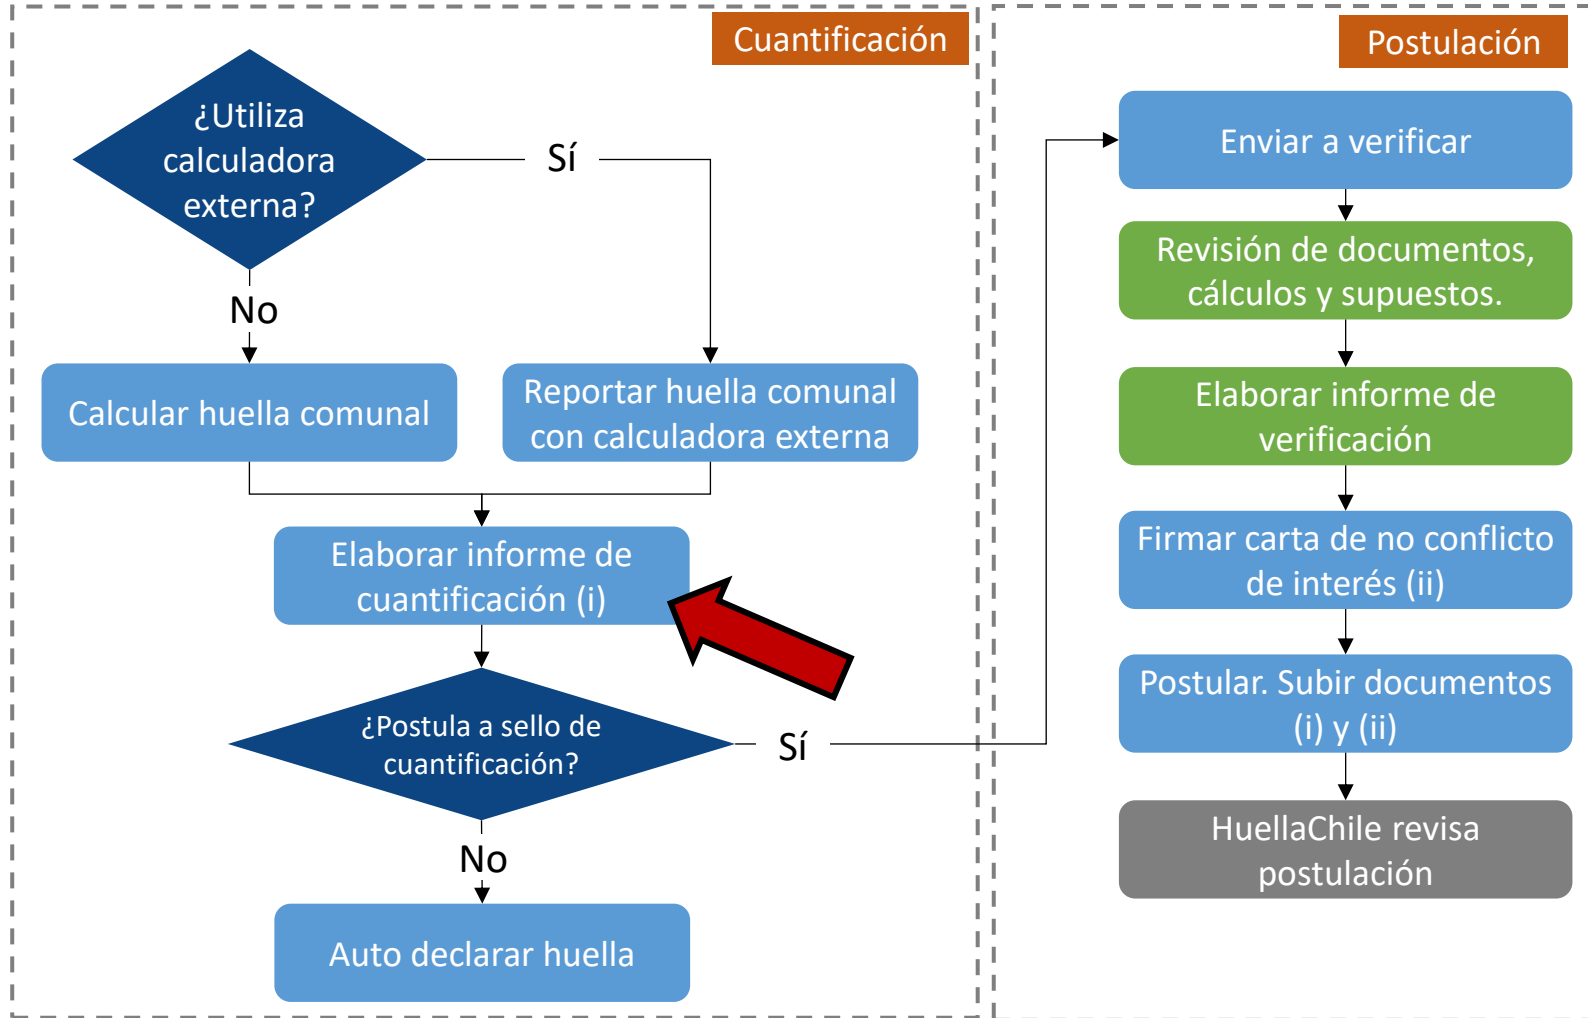 Cuantificación
¿Utiliza
calculadora
externa?
Sí
No
Calcular huella comunal
Reportar huella comunal
con calculadora externa
Elaborar informe de
cuantificación (i)
¿Postula a sello de
cuantificación?
Sí
No
Auto declarar huella
Postulación
Enviar a verificar
Revisión de documentos,
cálculos y supuestos.
Elaborar informe de
verificación
Firmar carta de no conflicto
de interés (ii)
Postular. Subir documentos
(i) y (ii)
HuellaChile revisa
postulación